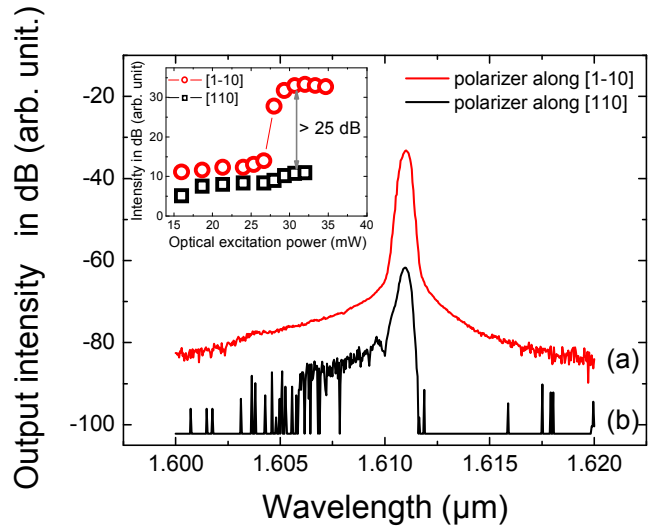 Output intensity in dB (arb. unit.)
-20
-40
-60
-80
-100
1.600
1.605
1.610
1.615
1.620
Wavelength (µm)
polarizer along [1-10]
polarizer along [110]
(a)
(b)
Intensity in dB (arb. unit)
30
20
10
0
15
20
25
30
35
40
Optical excitation power (mW)
[1-10]
[110]
> 25 dB